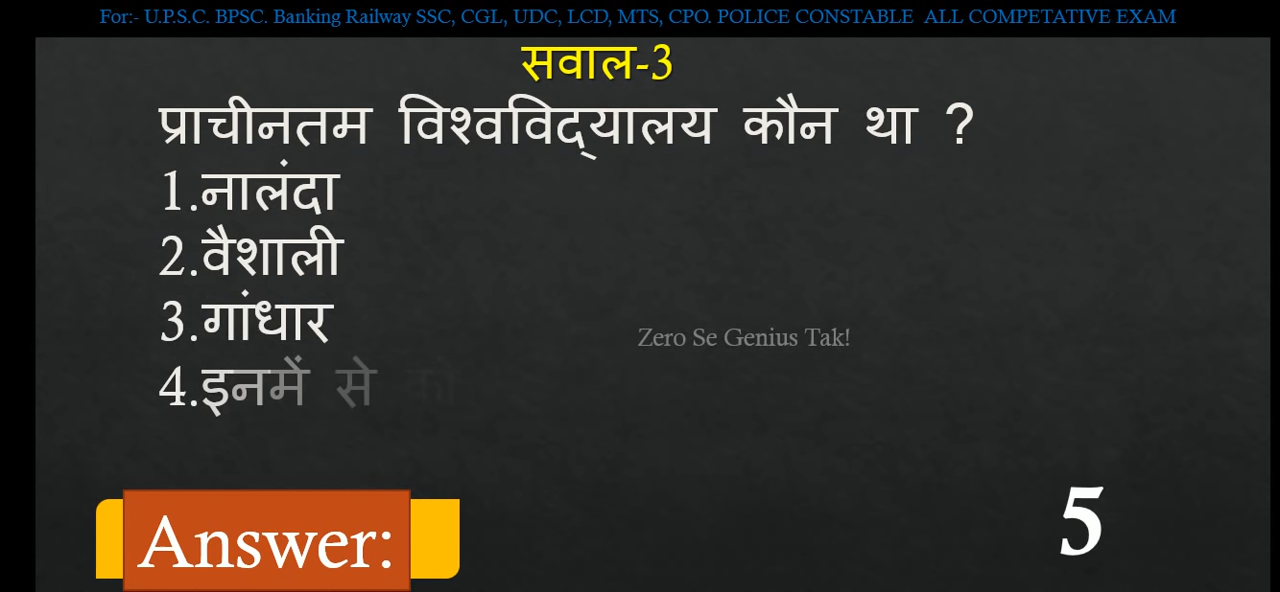 For:- U.P.S.C. BPSC. Banking Railway SSC, CGL, UDC, LCD, MTS, CPO. POLICE CONSTABLE ALL COMPETATIVE EXAM
सवाल-3
प्राचीनतम विश्वविद्यालय कौन था ?
1.नालंदा
2.वैशाली
3.गांधार
Zero Se Genius Tak!
4.इनमें से
Answer:
5